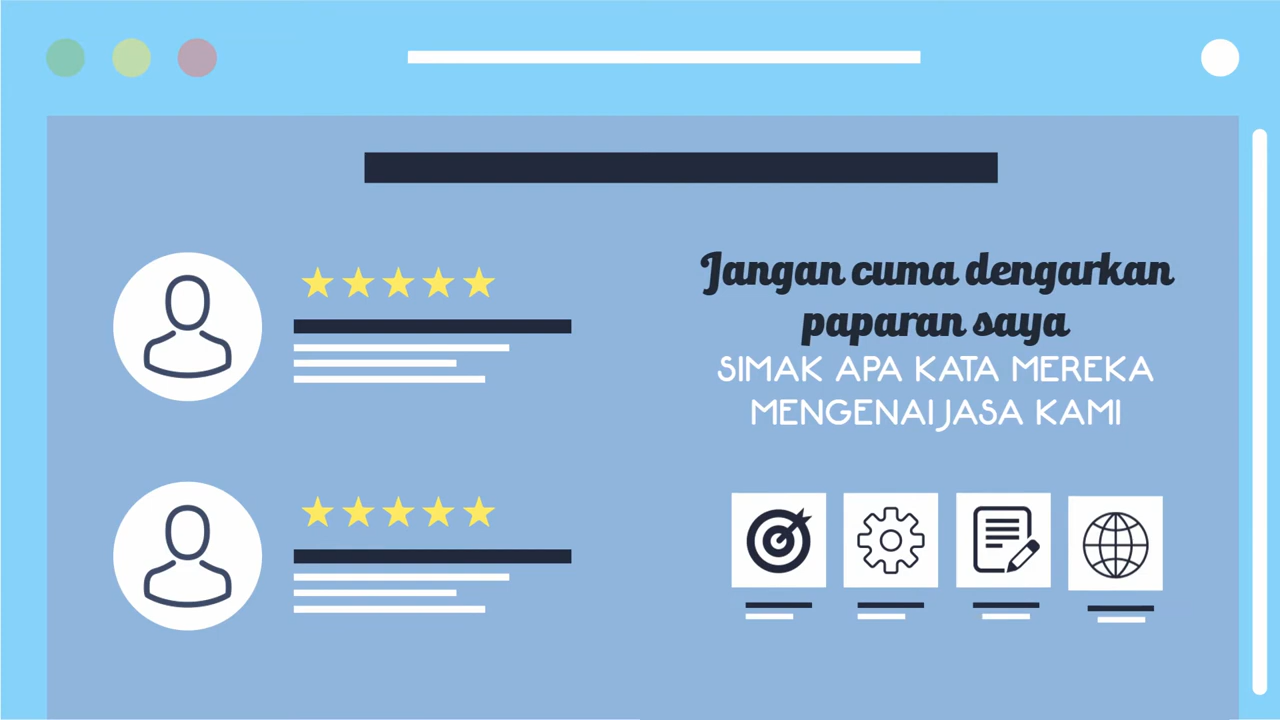 Jangan cuma dengarkan
paparan saya
SIMAK APA KATA MEREKA
MENGENAI JASA KAMI